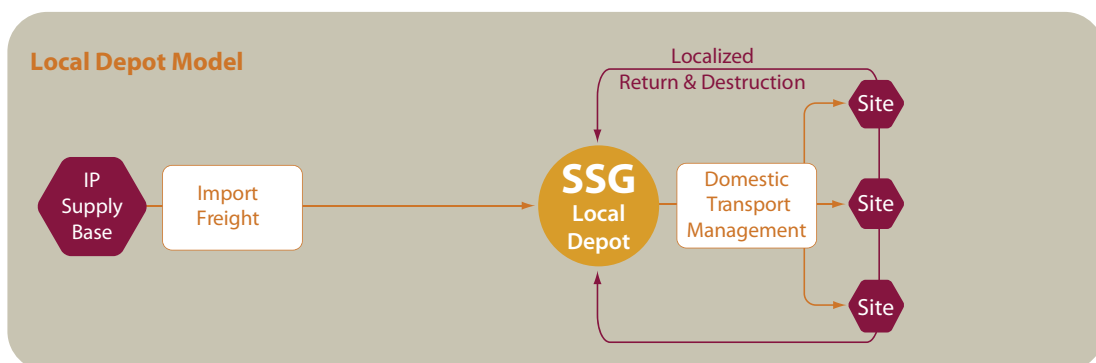 Local Depot Model
Localized
Return & Destruction
IP
Supply
Base
Import
Freight
SSG
Local
Depot
Domestic
Transport
Management
Site
Site
Site